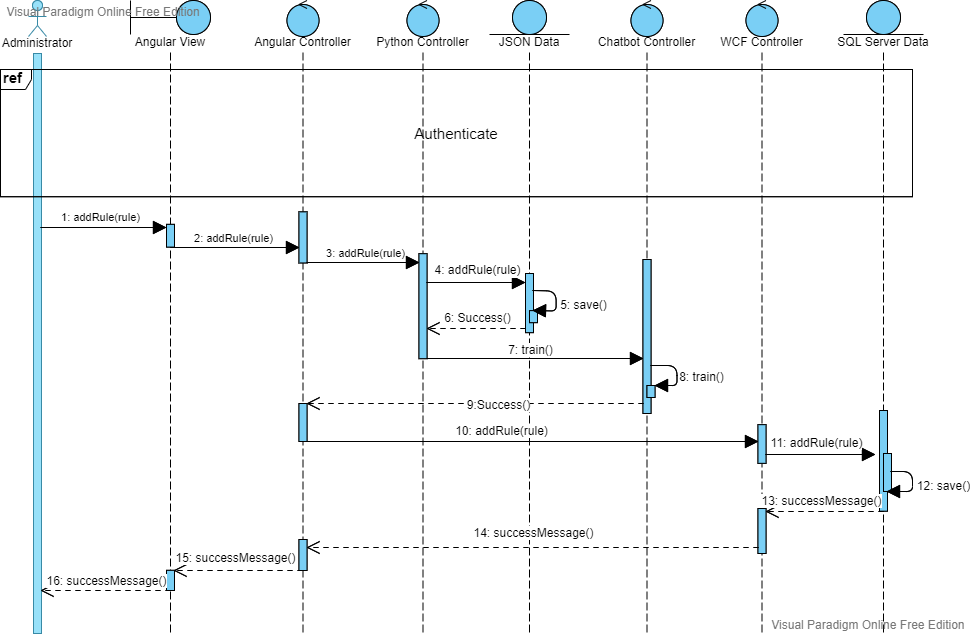 Visual Paradigm Online Free Edition
Administrator
Angular View
Angular Controller
Python Controller
JSON Data
Chatbot Controller
WCF Controller
SQL Server Data
ref
Authenticate
1: addRule(rule)
2: addRule(rule)
3: addRule(rule)
4: addRule(rule)
5: save()
6: Success()
7: train()
8: train()
9:Success()
10: addRule(rule)
11: addRule(rule)
12: save()
13: successMessage()
14: successMessage()
15: successMessage()
16: successMessage()
Visual Paradigm Online Free Edition